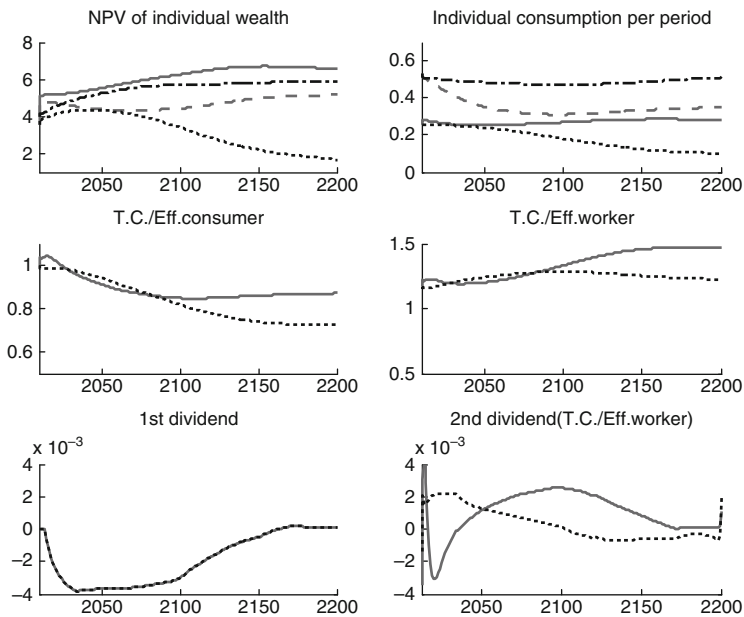 NPV of individual wealth
8
6
4
2
2050 2100 2150 2200
Individual consumption per period
0.6
0.4
0.2
0
2050 2100 2150 2200
T.C./Eff.consumer
1
0.8
0.6
2050 2100 2150 2200
T.C./Eff.worker
1.5
1
0.5
2050 2100 2150 2200
1st dividend
x 10–3
4
2
0
–2
–4
2050 2100 2150 2200
2nd dividend(T.C./Eff.worker)
x 10–3
4
2
0
–2
–4
2050 2100 2150 2200